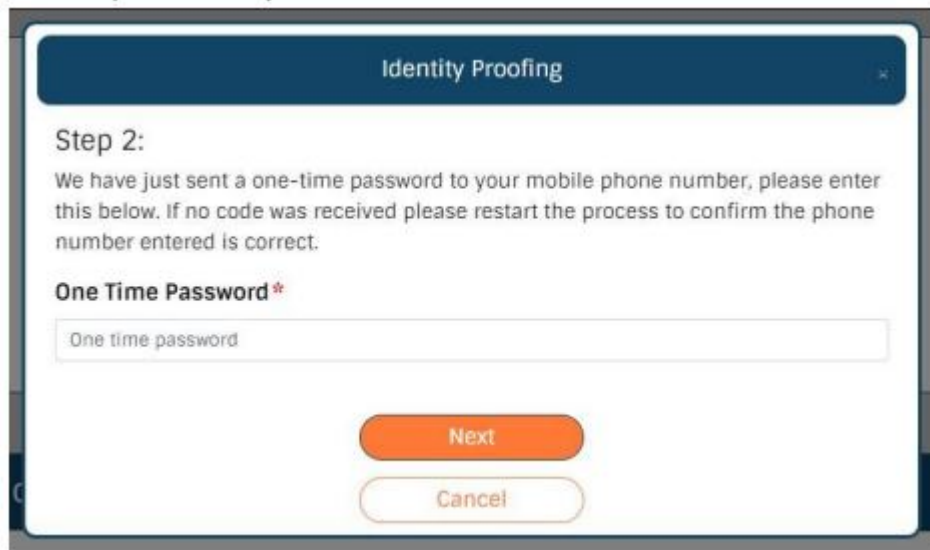 Identity Proofing
×
Step 2:
We have just sent a one-time password to your mobile phone number, please enter
this below. If no code was received please restart the process to confirm the phone
number entered is correct.
One Time Password*
One time password
Next
Cancel